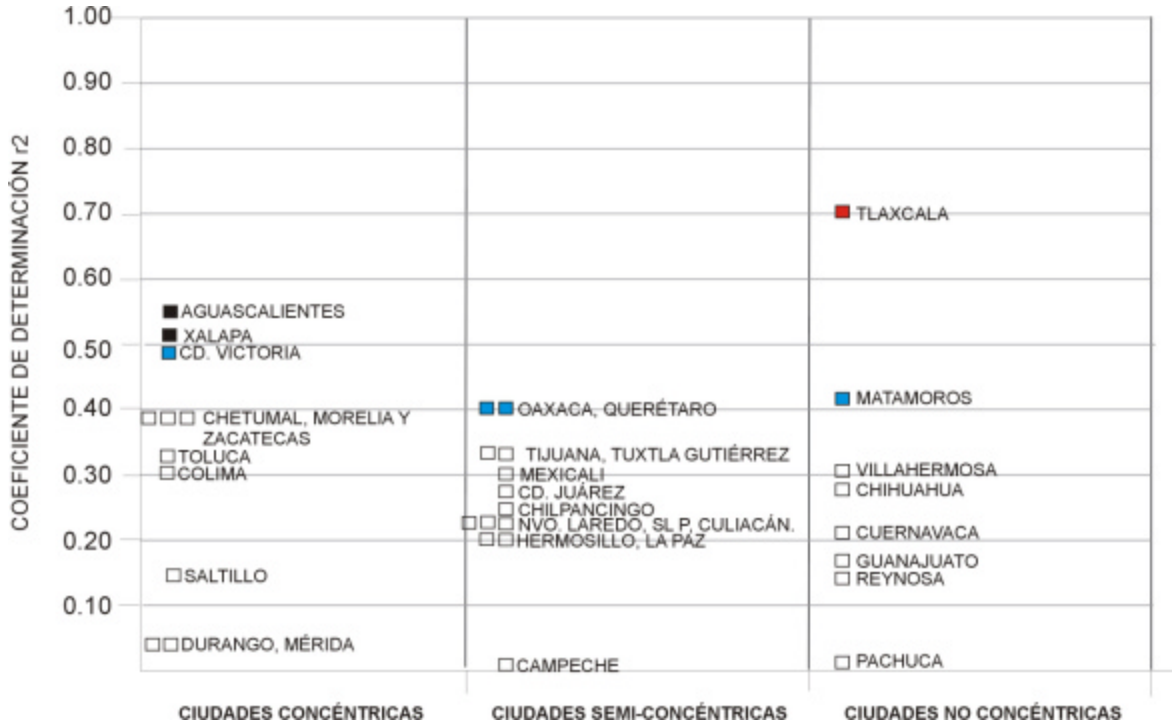 COEFICIENTE DE DETERMINACIÓN r2
1.00
0.90
0.80
0.70
0.60
0.50
0.40
0.30
0.20
0.10
AGUASCALIENTES
XALAPA
CD. VICTORIA
CHETUMAL, MORELIA Y
ZACATECAS
TOLUCA
COLIMA
SALTILLO
DURANGO, MÉRIDA
OAXACA, QUERÉTARO
TIJUANA, TUXTLA GUTIÉRREZ
MEXICALI
CD. JUÁREZ
CHILPANCINGO
NVO. LAREDO, SL P, CULIACÁN.
HERMOSILLO, LA PAZ
CAMPECHE
TLAXCALA
MATAMOROS
VILLAHERMOSA
CHIHUAHUA
CUERNAVACA
GUANAJUATO
REYNOSA
PACHUCA
CIUDADES CONCÉNTRICAS
CIUDADES SEMI-CONCÉNTRICAS
CIUDADES NO CONCÉNTRICAS